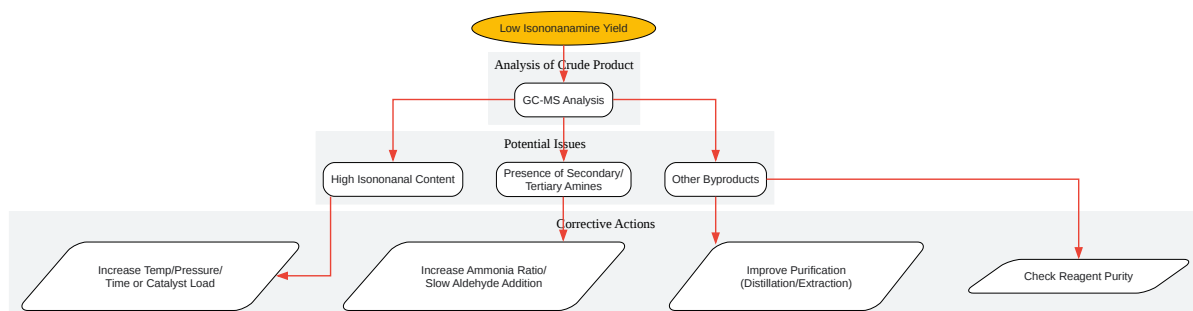 Low Isononanamine Yield
Analysis of Crude Product
GC-MS Analysis
Potential Issues
High Isononanal Content
Presence of Secondary/
Tertiary Amines
Other Byproducts
Corrective Actions
Increase Temp/Pressure/
Time or Catalyst Load
Increase Ammonia Ratio/
Slow Aldehyde Addition
Improve Purification
(Distillation/Extraction)
Check Reagent Purity